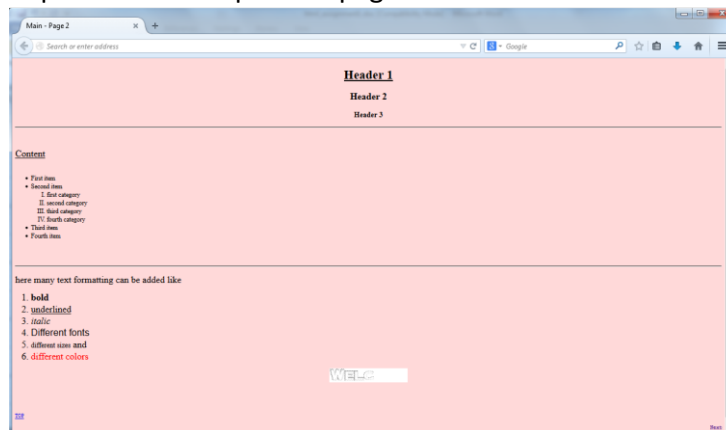 Main - Page 2
Search or enter address
Google
Header 1
Header 2
Header 3
Content
First item
Second item
I. first category
II. second category
III. third category
IV. fourth category
Third item
Fourth item
here many text formatting can be added like
1. bold
2. underlined
3. italic
4. Different fonts
5. different sizes and
6. different colors
WELC
TOP